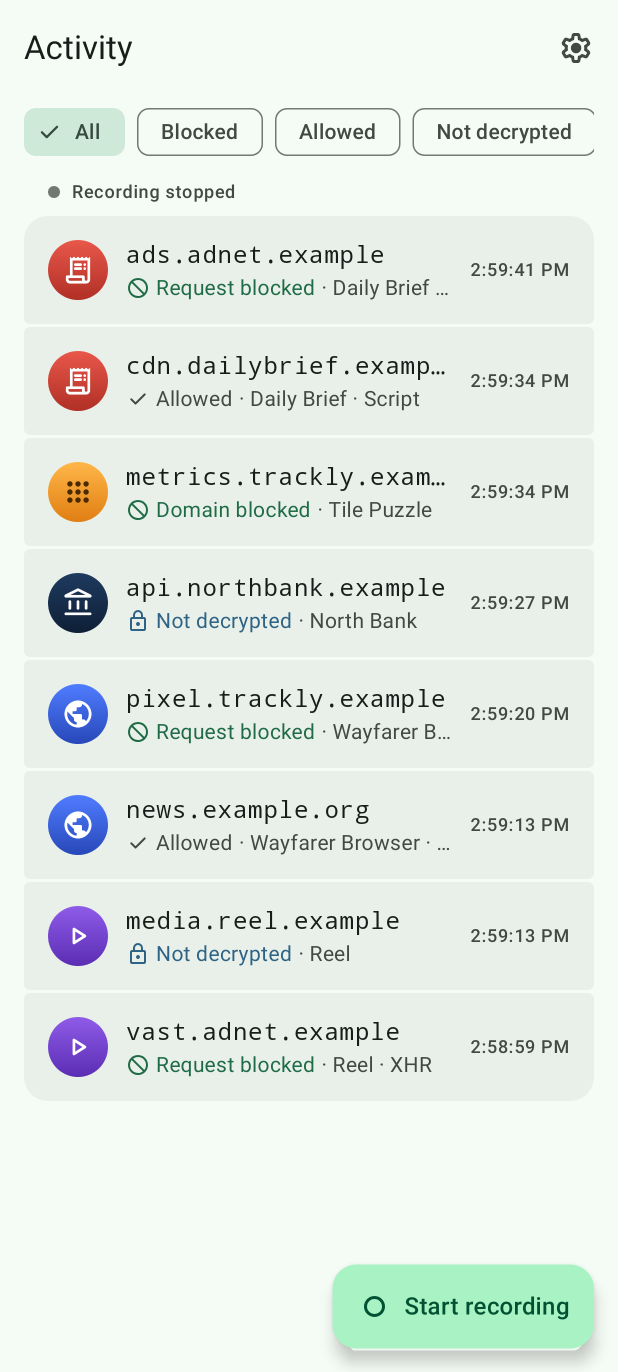 Activity
All
Blocked
Allowed
Not decrypted
Recording stopped
ads.adnet.example
Request blocked · Daily Brief …
2:59:41 PM
cdn.dailybrief.examp…
Allowed · Daily Brief · Script
2:59:34 PM
metrics.trackly.exam…
Domain blocked · Tile Puzzle
2:59:34 PM
api.northbank.example
Not decrypted · North Bank
2:59:27 PM
pixel.trackly.example
Request blocked · Wayfarer B…
2:59:20 PM
news.example.org
Allowed · Wayfarer Browser · …
2:59:13 PM
media.reel.example
Not decrypted · Reel
2:59:13 PM
vast.adnet.example
Request blocked · Reel · XHR
2:58:59 PM
Start recording